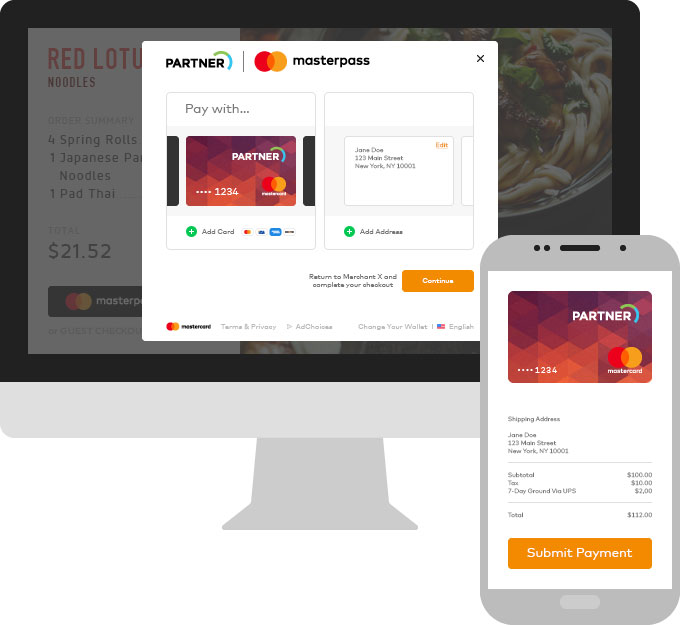 RED LOTU
NOODLES
ORDER SUMMARY
4 Spring Rolls
1 Japanese Pa
Noodles
1 Pad Thai
TOTAL
$21.52
masterpa
or GUEST CHECKOU
PARTNER masterpass
Pay with...
PARTNER
•••• 1234
mastercard
Add Card
Jane Doe
Edit
123 Main Street
New York, NY 10001
Add Address
Return to Merchant X and
complete your checkout
Continue
mastercard Terms & Privacy AdChoices Change Your Wallet | English
PARTNER
•••• 1234
mastercard
Shipping Address
Jane Doe
123 Main Street
New York, NY 10001
Subtotal $100.00
Tax $10.00
7-Day Ground Via UPS $2,00
Total $112.00
Submit Payment